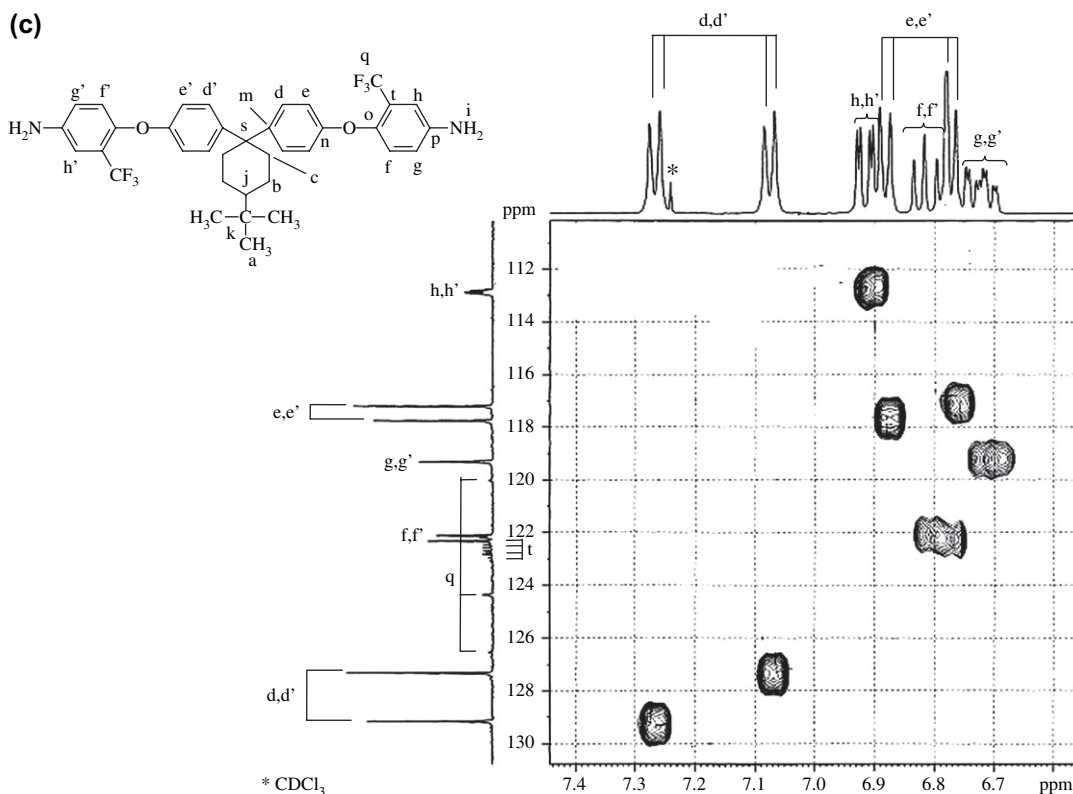 (c)
d,d’
e,e’
h,h’
f,f’
g,g’
*
q
F₃C
g’
f’
e’
d’
m
d
e
t
h
i
H₂N
O
s
n
O
o
p
NH₂
h’
f
g
CF₃
c
j
b
H₃C
CH₃
k
CH₃
a
ppm
h,h’
e,e’
g,g’
f,f’
t
q
d,d’
112
114
116
118
120
122
124
126
128
130
7.4
7.3
7.2
7.1
7.0
6.9
6.8
6.7
ppm
* CDCl₃